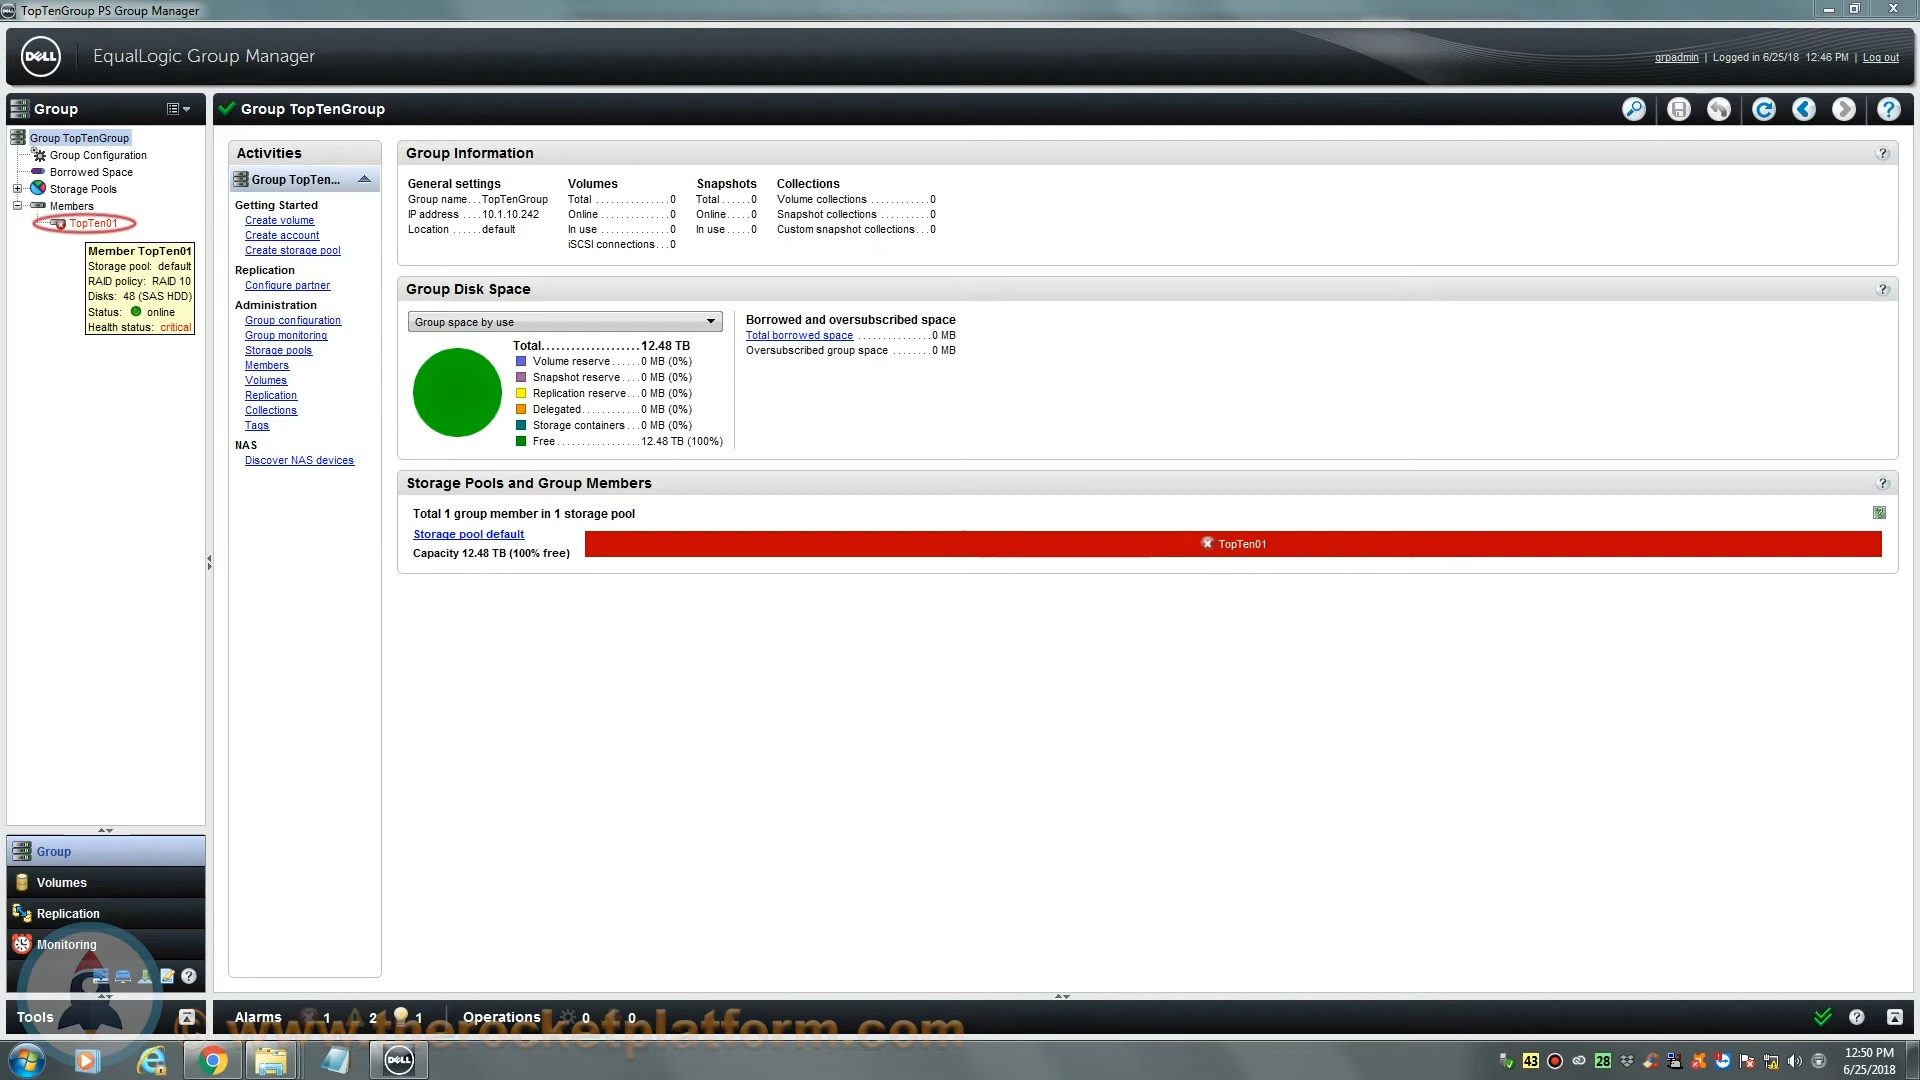 TopTenGroup PS Group Manager
DELL
EqualLogic Group Manager
grpadmin | Logged in 6/25/18 12:46 PM | Log out
Group
Group TopTenGroup
Group TopTenGroup
Group Configuration
Borrowed Space
Storage Pools
Members
TopTen01
Member TopTen01
Storage pool: default
RAID policy: RAID 10
Disks: 48 (SAS HDD)
Status: online
Health status: critical
Activities
Group TopTen...
Getting Started
Create volume
Create account
Create storage pool
Replication
Configure partner
Administration
Group configuration
Group monitoring
Storage pools
Members
Volumes
Replication
Collections
Tags
NAS
Discover NAS devices
Group Information
General settings
Group name...TopTenGroup
IP address ....10.1.10.242
Location ......default
Volumes
Total ..............0
Online..............0
In use ..............0
iSCSI connections...0
Snapshots
Total ......0
Online.....0
In use .....0
Collections
Volume collections ...........0
Snapshot collections ..........0
Custom snapshot collections...0
Group Disk Space
Group space by use
Total...................12.48 TB
Volume reserve ......0 MB (0%)
Snapshot reserve ....0 MB (0%)
Replication reserve...0 MB (0%)
Delegated............0 MB (0%)
Storage containers ...0 MB (0%)
Free.................12.48 TB (100%)
Borrowed and oversubscribed space
Total borrowed space ..............0 MB
Oversubscribed group space ........0 MB
Storage Pools and Group Members
Total 1 group member in 1 storage pool
Storage pool default
Capacity 12.48 TB (100% free)
TopTen01
Group
Volumes
Replication
Monitoring
Tools
Alarms 1 2 1 Operations 0 0
© www.therocketplatform.com
DELL
43
28
12:50 PM
6/25/2018